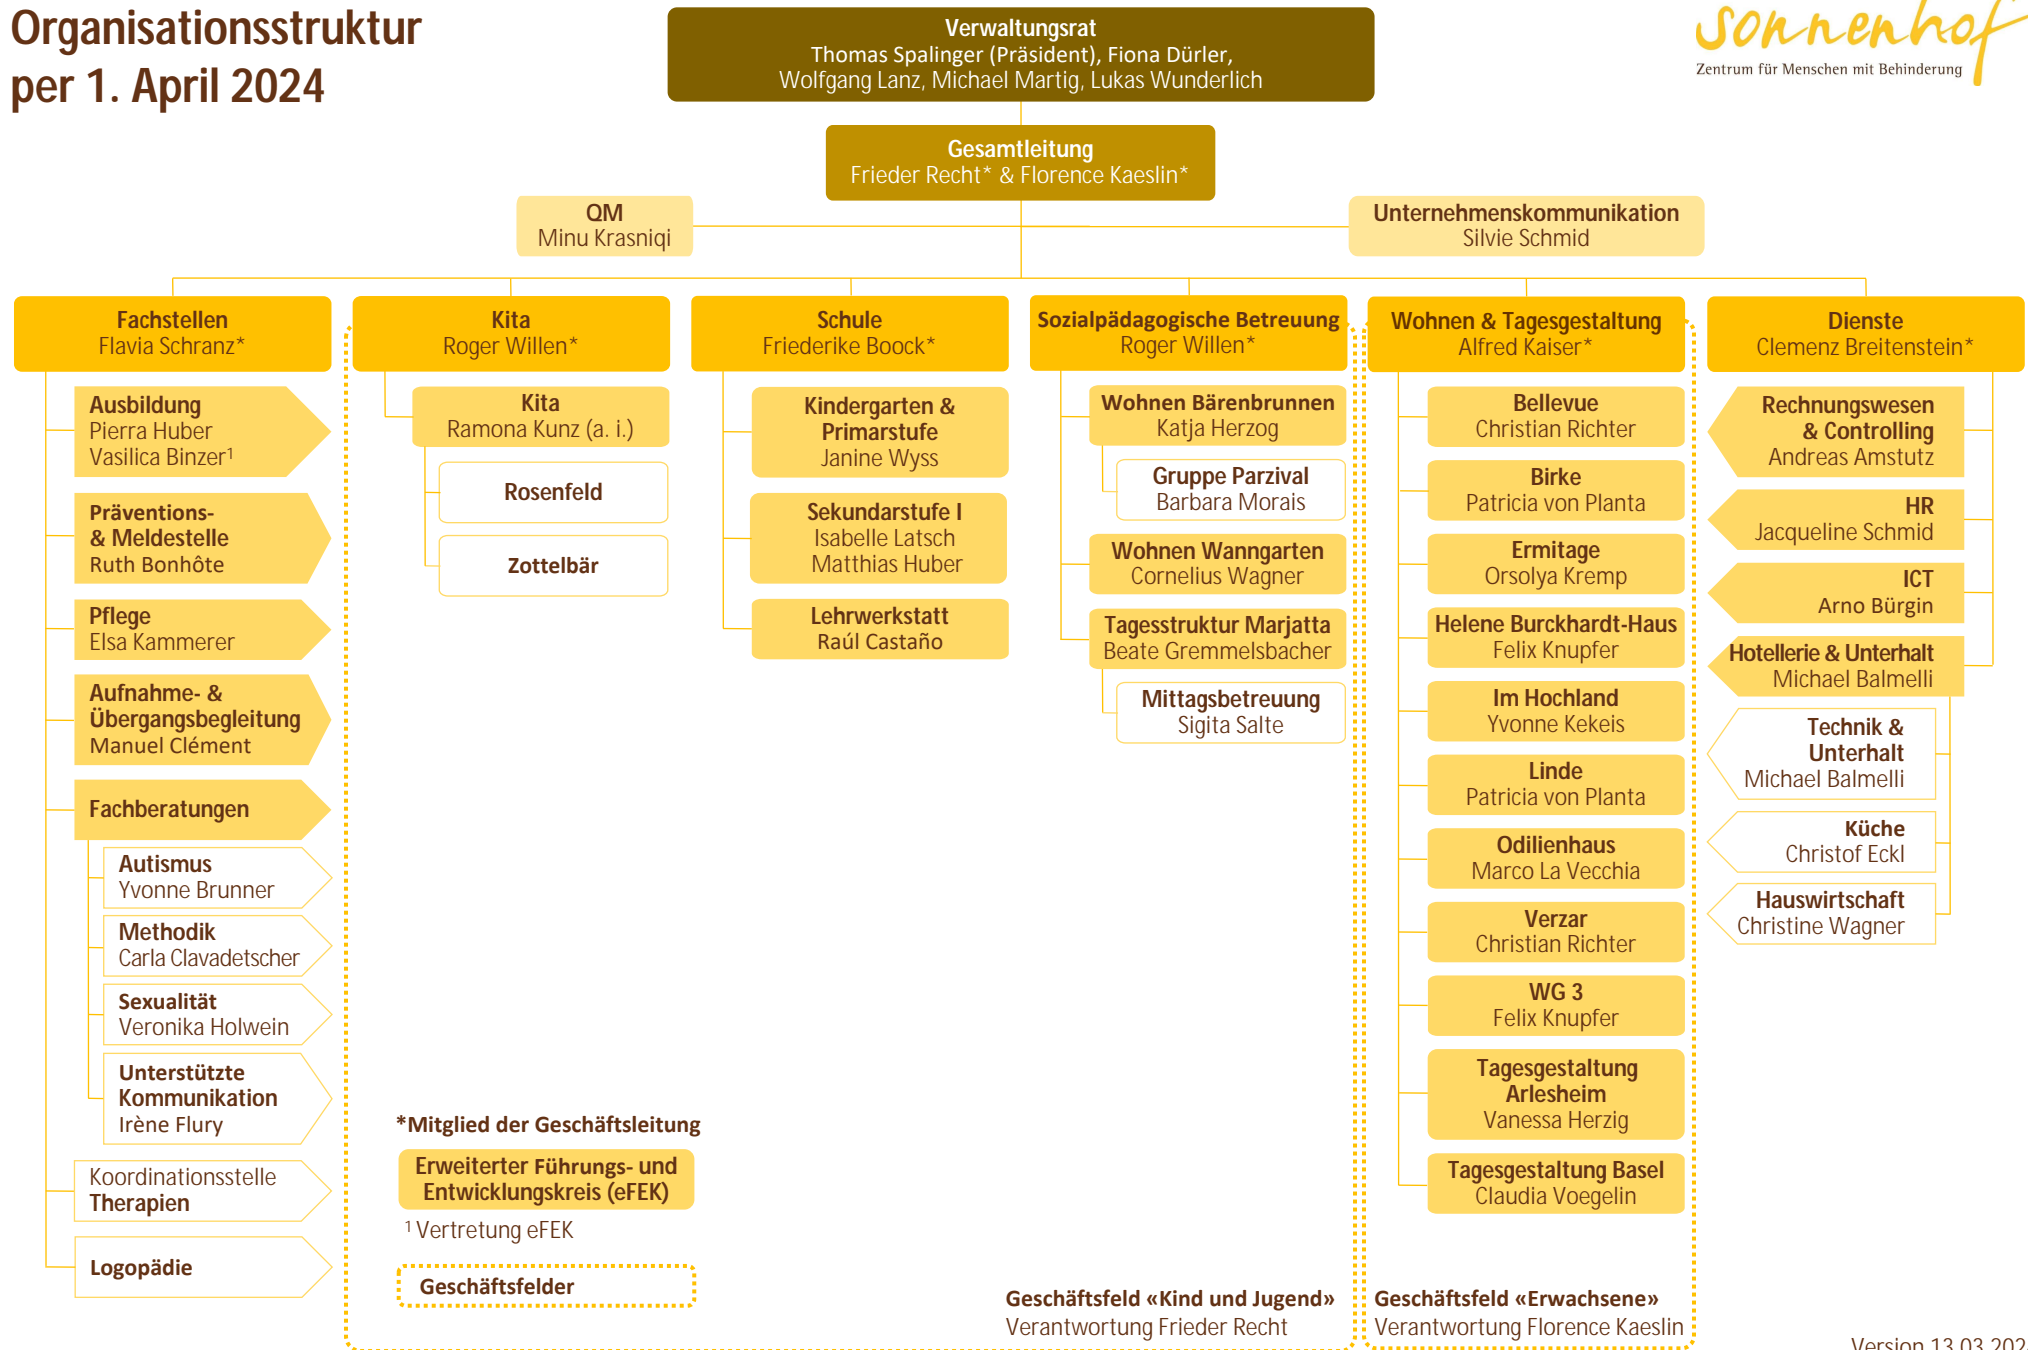 Organisationsstruktur
per 1. April 2024
Verwaltungsrat
Thomas Spalinger (Präsident), Fiona Dürler,
Wolfgang Lanz, Michael Martig, Lukas Wunderlich
sonnenhof
Zentrum für Menschen mit Behinderung
Gesamtleitung
Frieder Recht* & Florence Kaeslin*
QM
Minu Krasniqi
Unternehmenskommunikation
Silvie Schmid
Fachstellen
Flavia Schranz*
Ausbildung
Pierra Huber
Vasilica Binzer¹
Präventions-
& Meldestelle
Ruth Bonhôte
Pflege
Elsa Kammerer
Aufnahme- &
Übergangsbegleitung
Manuel Clément
Fachberatungen
Autismus
Yvonne Brunner
Methodik
Carla Clavadetscher
Sexualität
Veronika Holwein
Unterstützte
Kommunikation
Irène Flury
Koordinationsstelle
Therapien
Logopädie
Kita
Roger Willen*
Kita
Ramona Kunz (a. i.)
Rosenfeld
Zottelbär
Schule
Friederike Boock*
Kindergarten &
Primarstufe
Janine Wyss
Sekundarstufe I
Isabelle Latsch
Matthias Huber
Lehrwerkstatt
Raúl Castaño
Sozialpädagogische Betreuung
Roger Willen*
Wohnen Bärenbrunnen
Katja Herzog
Gruppe Parzival
Barbara Morais
Wohnen Wanngarten
Cornelius Wagner
Tagesstruktur Marjatta
Beate Gremmelsbacher
Mittagsbetreuung
Sigita Salte
Wohnen & Tagesgestaltung
Alfred Kaiser*
Bellevue
Christian Richter
Birke
Patricia von Planta
Ermitage
Orsolya Kremp
Helene Burckhardt-Haus
Felix Knupfer
Im Hochland
Yvonne Kekeis
Linde
Patricia von Planta
Odilienhaus
Marco La Vecchia
Verzar
Christian Richter
WG 3
Felix Knupfer
Tagesgestaltung
Arlesheim
Vanessa Herzig
Tagesgestaltung Basel
Claudia Voegelin
Dienste
Clemenz Breitenstein*
Rechnungswesen
& Controlling
Andreas Amstutz
HR
Jacqueline Schmid
ICT
Arno Bürgin
Hotellerie & Unterhalt
Michael Balmelli
Technik &
Unterhalt
Michael Balmelli
Küche
Christof Eckl
Hauswirtschaft
Christine Wagner
*Mitglied der Geschäftsleitung
Erweiterter Führungs- und
Entwicklungskreis (eFEK)
¹ Vertretung eFEK
Geschäftsfelder
Geschäftsfeld «Kind und Jugend»
Verantwortung Frieder Recht
Geschäftsfeld «Erwachsene»
Verantwortung Florence Kaeslin
Version 13.03.202